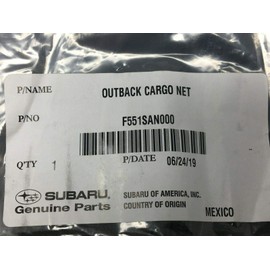 P/NAME OUTBACK CARGO NET
P/NO F551SAN000
Q'TY 1 P/DATE 06/24/19
SUBARU SUBARU OF AMERICA, INC.
Genuine Parts COUNTRY OF ORIGIN MEXICO